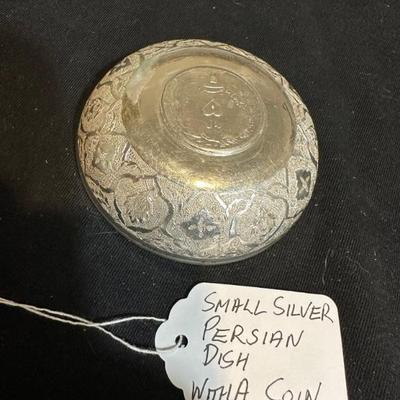 SMALL SILVER
PERSIAN
DISH
WITH A COIN